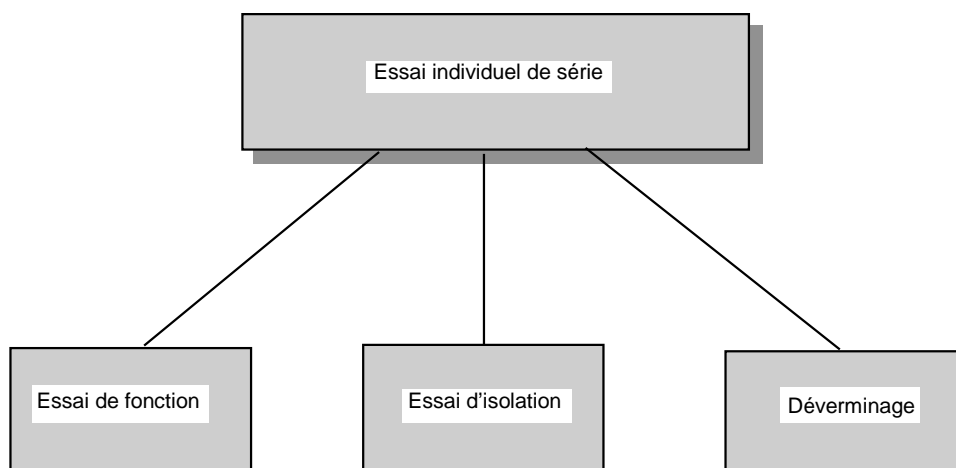 Essai individuel de série
Essai de fonction
Essai d’isolation
Déverminage